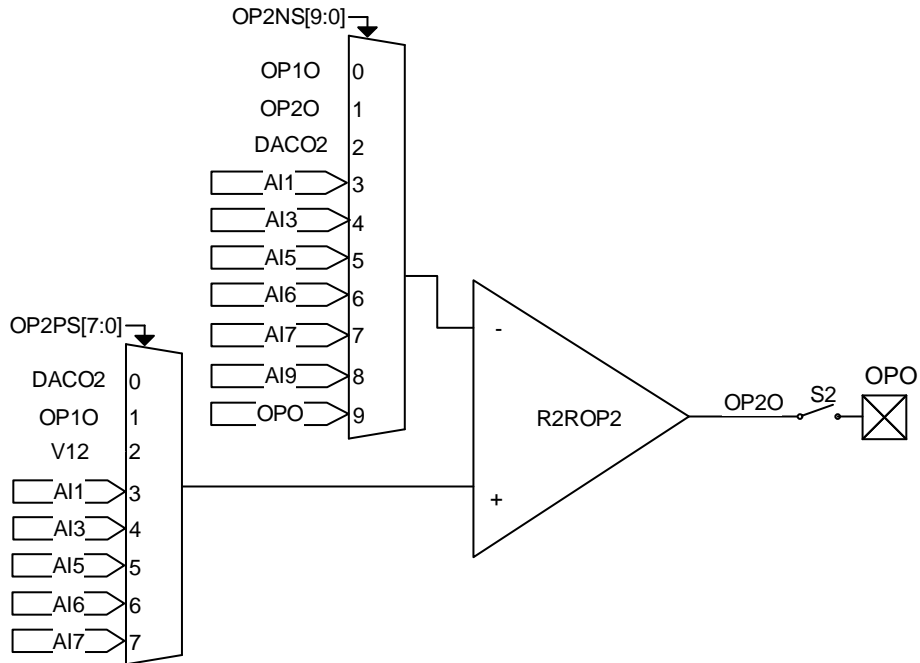 OP2NS[9:0]
OP1O 0
OP2O 1
DACO2 2
AI1 3
AI3 4
AI5 5
AI6 6
AI7 7
AI9 8
OPO 9
OP2PS[7:0]
DACO2 0
OP1O 1
V12 2
AI1 3
AI3 4
AI5 5
AI6 6
AI7 7
-
+
R2ROP2
OP2O
S2
OPO